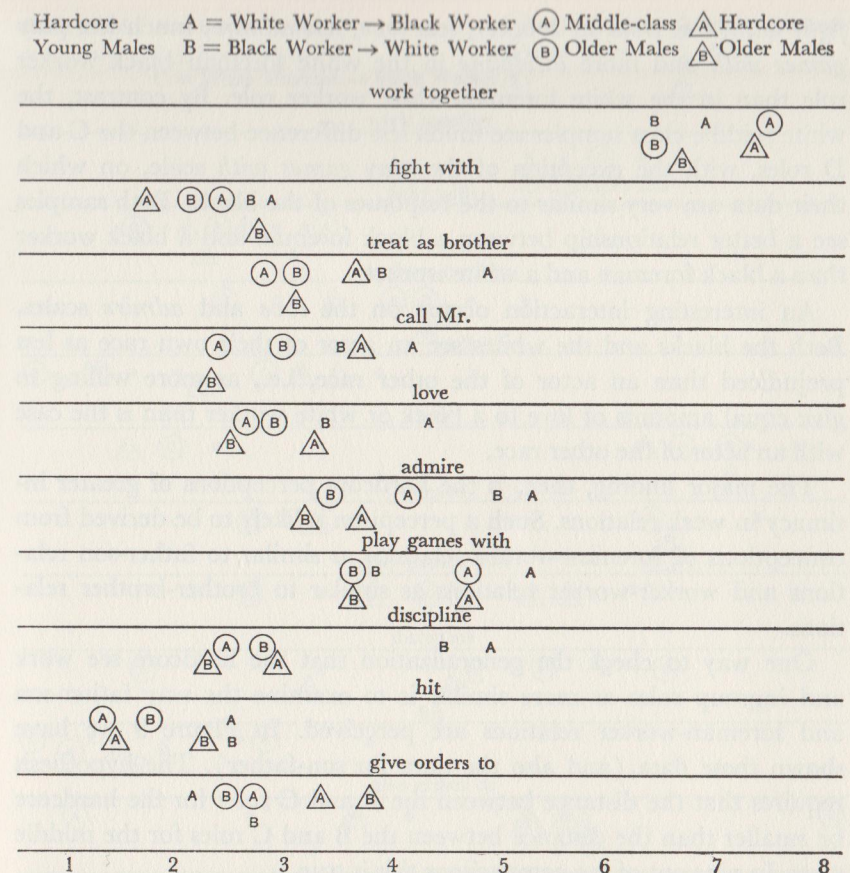 Hardcore A = White Worker → Black Worker Ⓐ Middle-class A Hardcore
Young Males B = Black Worker → White Worker Ⓑ Older Males B Older Males
work together
B A A
B B A
fight with
A B A B A
B
treat as brother
A B A B A
B
call Mr.
A B B A A
B
love
A B B A
B A
admire
B A B A
B A
play games with
B B A A
B A
discipline
A B B A
B A
hit
A B A
A B B
give orders to
A B A A B
B
1 2 3 4 5 6 7 8